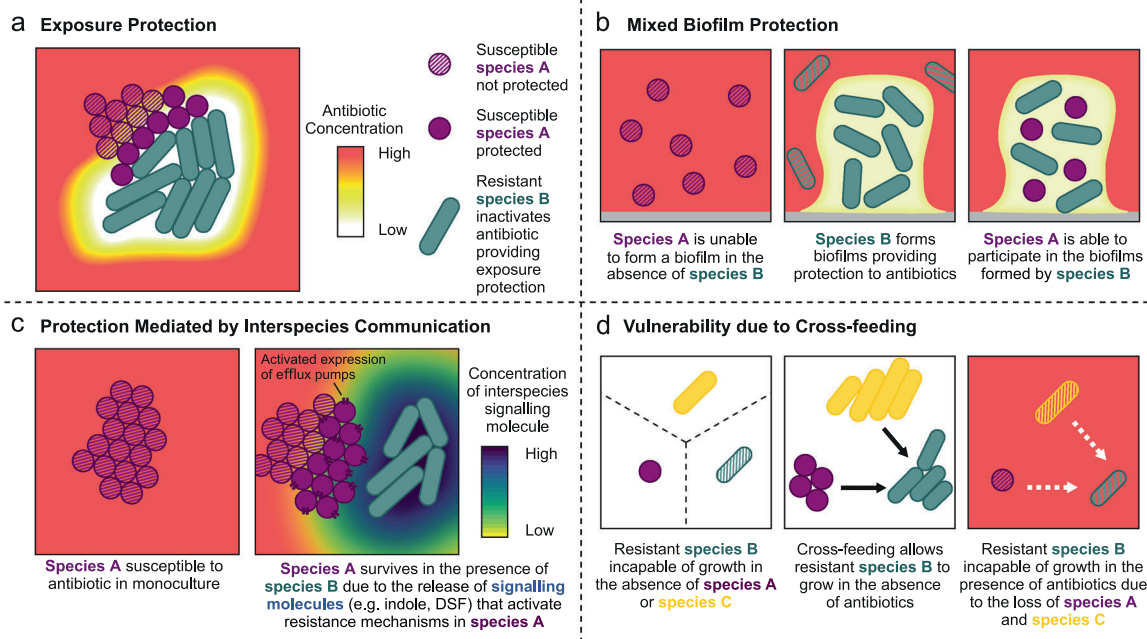 a Exposure Protection
Antibiotic
Concentration
High
Low
Susceptible
species A
not protected
Susceptible
species A
protected
Resistant
species B
inactivates
antibiotic
providing
exposure
protection
b Mixed Biofilm Protection
Species A is unable
to form a biofilm in the
absence of species B
Species B forms
biofilms providing
protection to antibiotics
Species A is able to
participate in the biofilms
formed by species B
c Protection Mediated by Interspecies Communication
Species A susceptible to
antibiotic in monoculture
Activated expression
of efflux pumps
Concentration
of interspecies
signalling
molecule
High
Low
Species A survives in the presence of
species B due to the release of signalling
molecules (e.g. indole, DSF) that activate
resistance mechanisms in species A
d Vulnerability due to Cross-feeding
Resistant species B
incapable of growth in
the absence of species A
or species C
Cross-feeding allows
resistant species B to
grow in the absence
of antibiotics
Resistant species B
incapable of growth in the
presence of antibiotics due
to the loss of species A
and species C